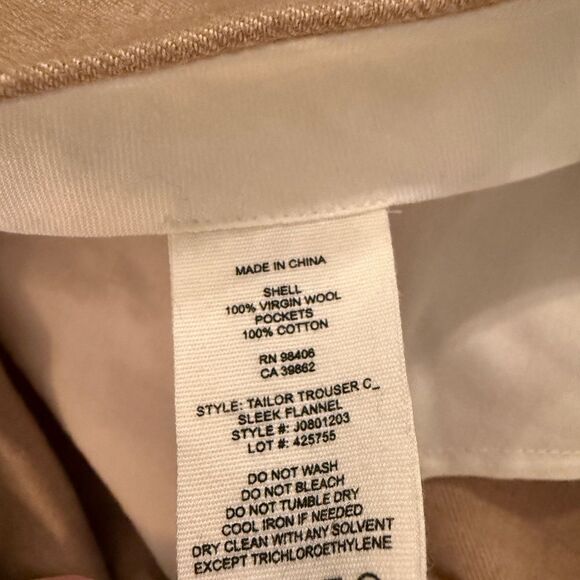 MADE IN CHINA
SHELL
100% VIRGIN WOOL
POCKETS
100% COTTON
RN 98406
CA 39862
STYLE: TAILOR TROUSER C_
SLEEK FLANNEL
STYLE #: J0801203
LOT #: 425755
DO NOT WASH
DO NOT BLEACH
DO NOT TUMBLE DRY
COOL IRON IF NEEDED
DRY CLEAN WITH ANY SOLVENT
EXCEPT TRICHLOROETHYLENE